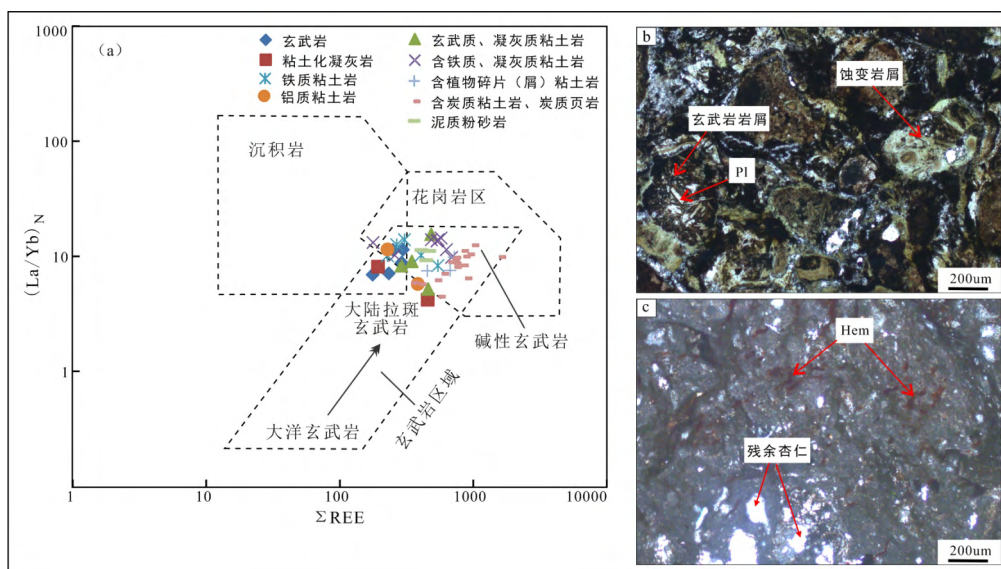 (a)
1000
100
10
1
(La/Yb)N
1
10
100
1000
10000
ΣREE
玄武岩
粘土化凝灰岩
铁质粘土岩
铝质粘土岩
玄武质、凝灰质粘土岩
含铁质、凝灰质粘土岩
含植物碎片（屑）粘土岩
含炭质粘土岩、炭质页岩
泥质粉砂岩
沉积岩
花岗岩区
大陆拉斑
玄武岩
碱性玄武岩
大洋玄武岩
玄武岩区域
b
蚀变岩屑
玄武岩岩屑
Pl
200um
c
Hem
残余杏仁
200um